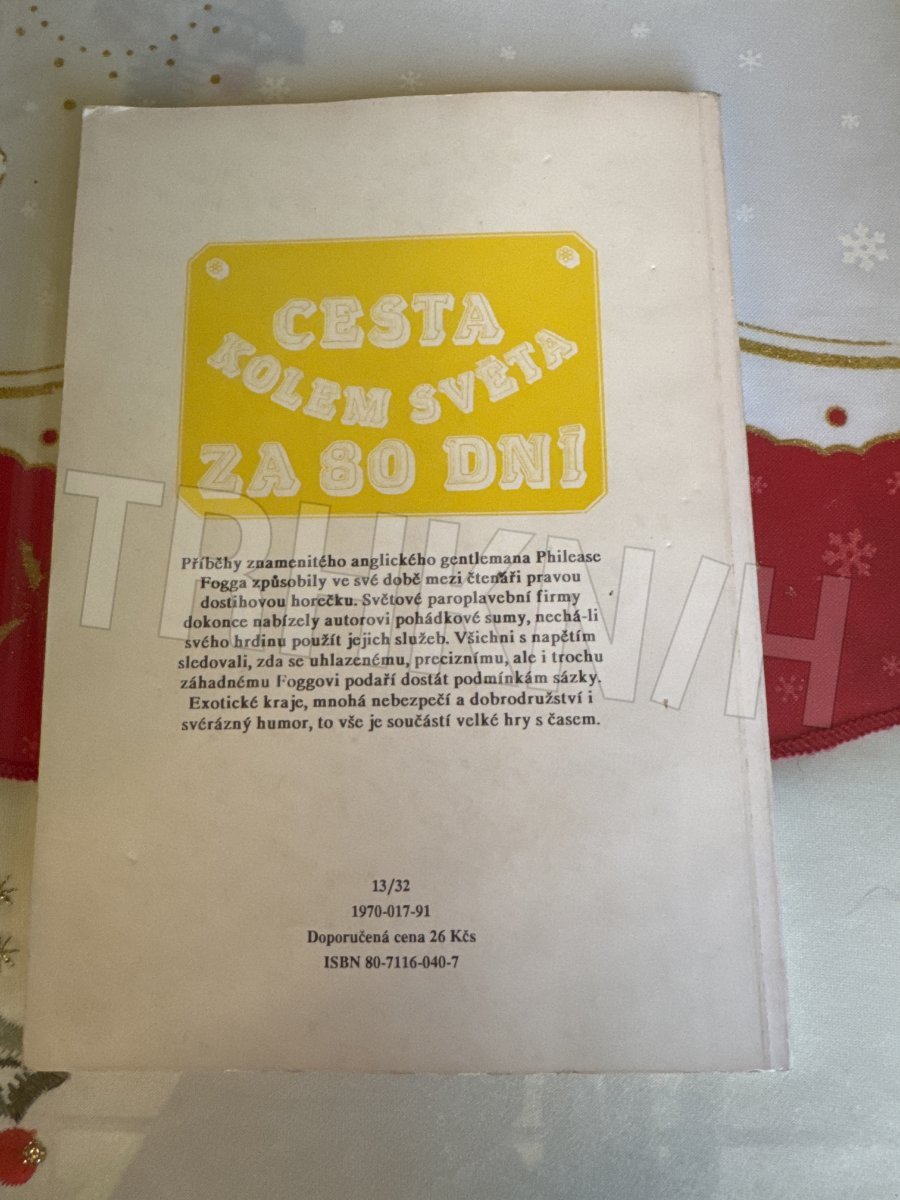 CESTA
KOLEM SVĚTA
ZA 80 DNÍ
TRHKNIH
Příběhy znamenitého anglického gentlemana Philease
Fogga způsobily ve své době mezi čtenáři pravou
dostihovou horečku. Světové paroplavební firmy
dokonce nabízely autorovi pohádkové sumy, nechá-li
svého hrdinu použít jejich služeb. Všichni s napětím
sledovali, zda se uhlazenému, preciznímu, ale i trochu
záhadnému Foggovi podaří dostát podmínkám sázky.
Exotické kraje, mnohá nebezpečí a dobrodružství i
svérázný humor, to vše je součástí velké hry s časem.
13/32
1970-017-91
Doporučená cena 26 Kčs
ISBN 80-7116-040-7